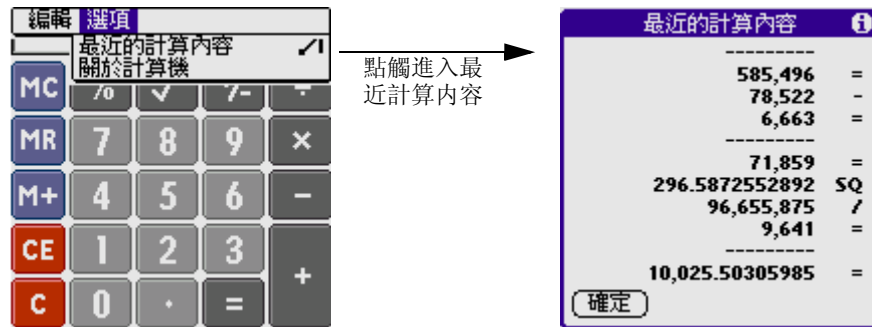 編輯 選項
最近的計算內容 ⁄I
關於計算機
MC % √ +/- ÷
MR 7 8 9 ×
M+ 4 5 6 −
CE 1 2 3
C 0 · = +
點觸進入最
近計算內容
最近的計算內容 i
---------
585,496 =
78,522 -
6,663 =
---------
71,859 =
296.5872552892 SQ
96,655,875 /
9,641 =
---------
10,025.50305985 =
確定